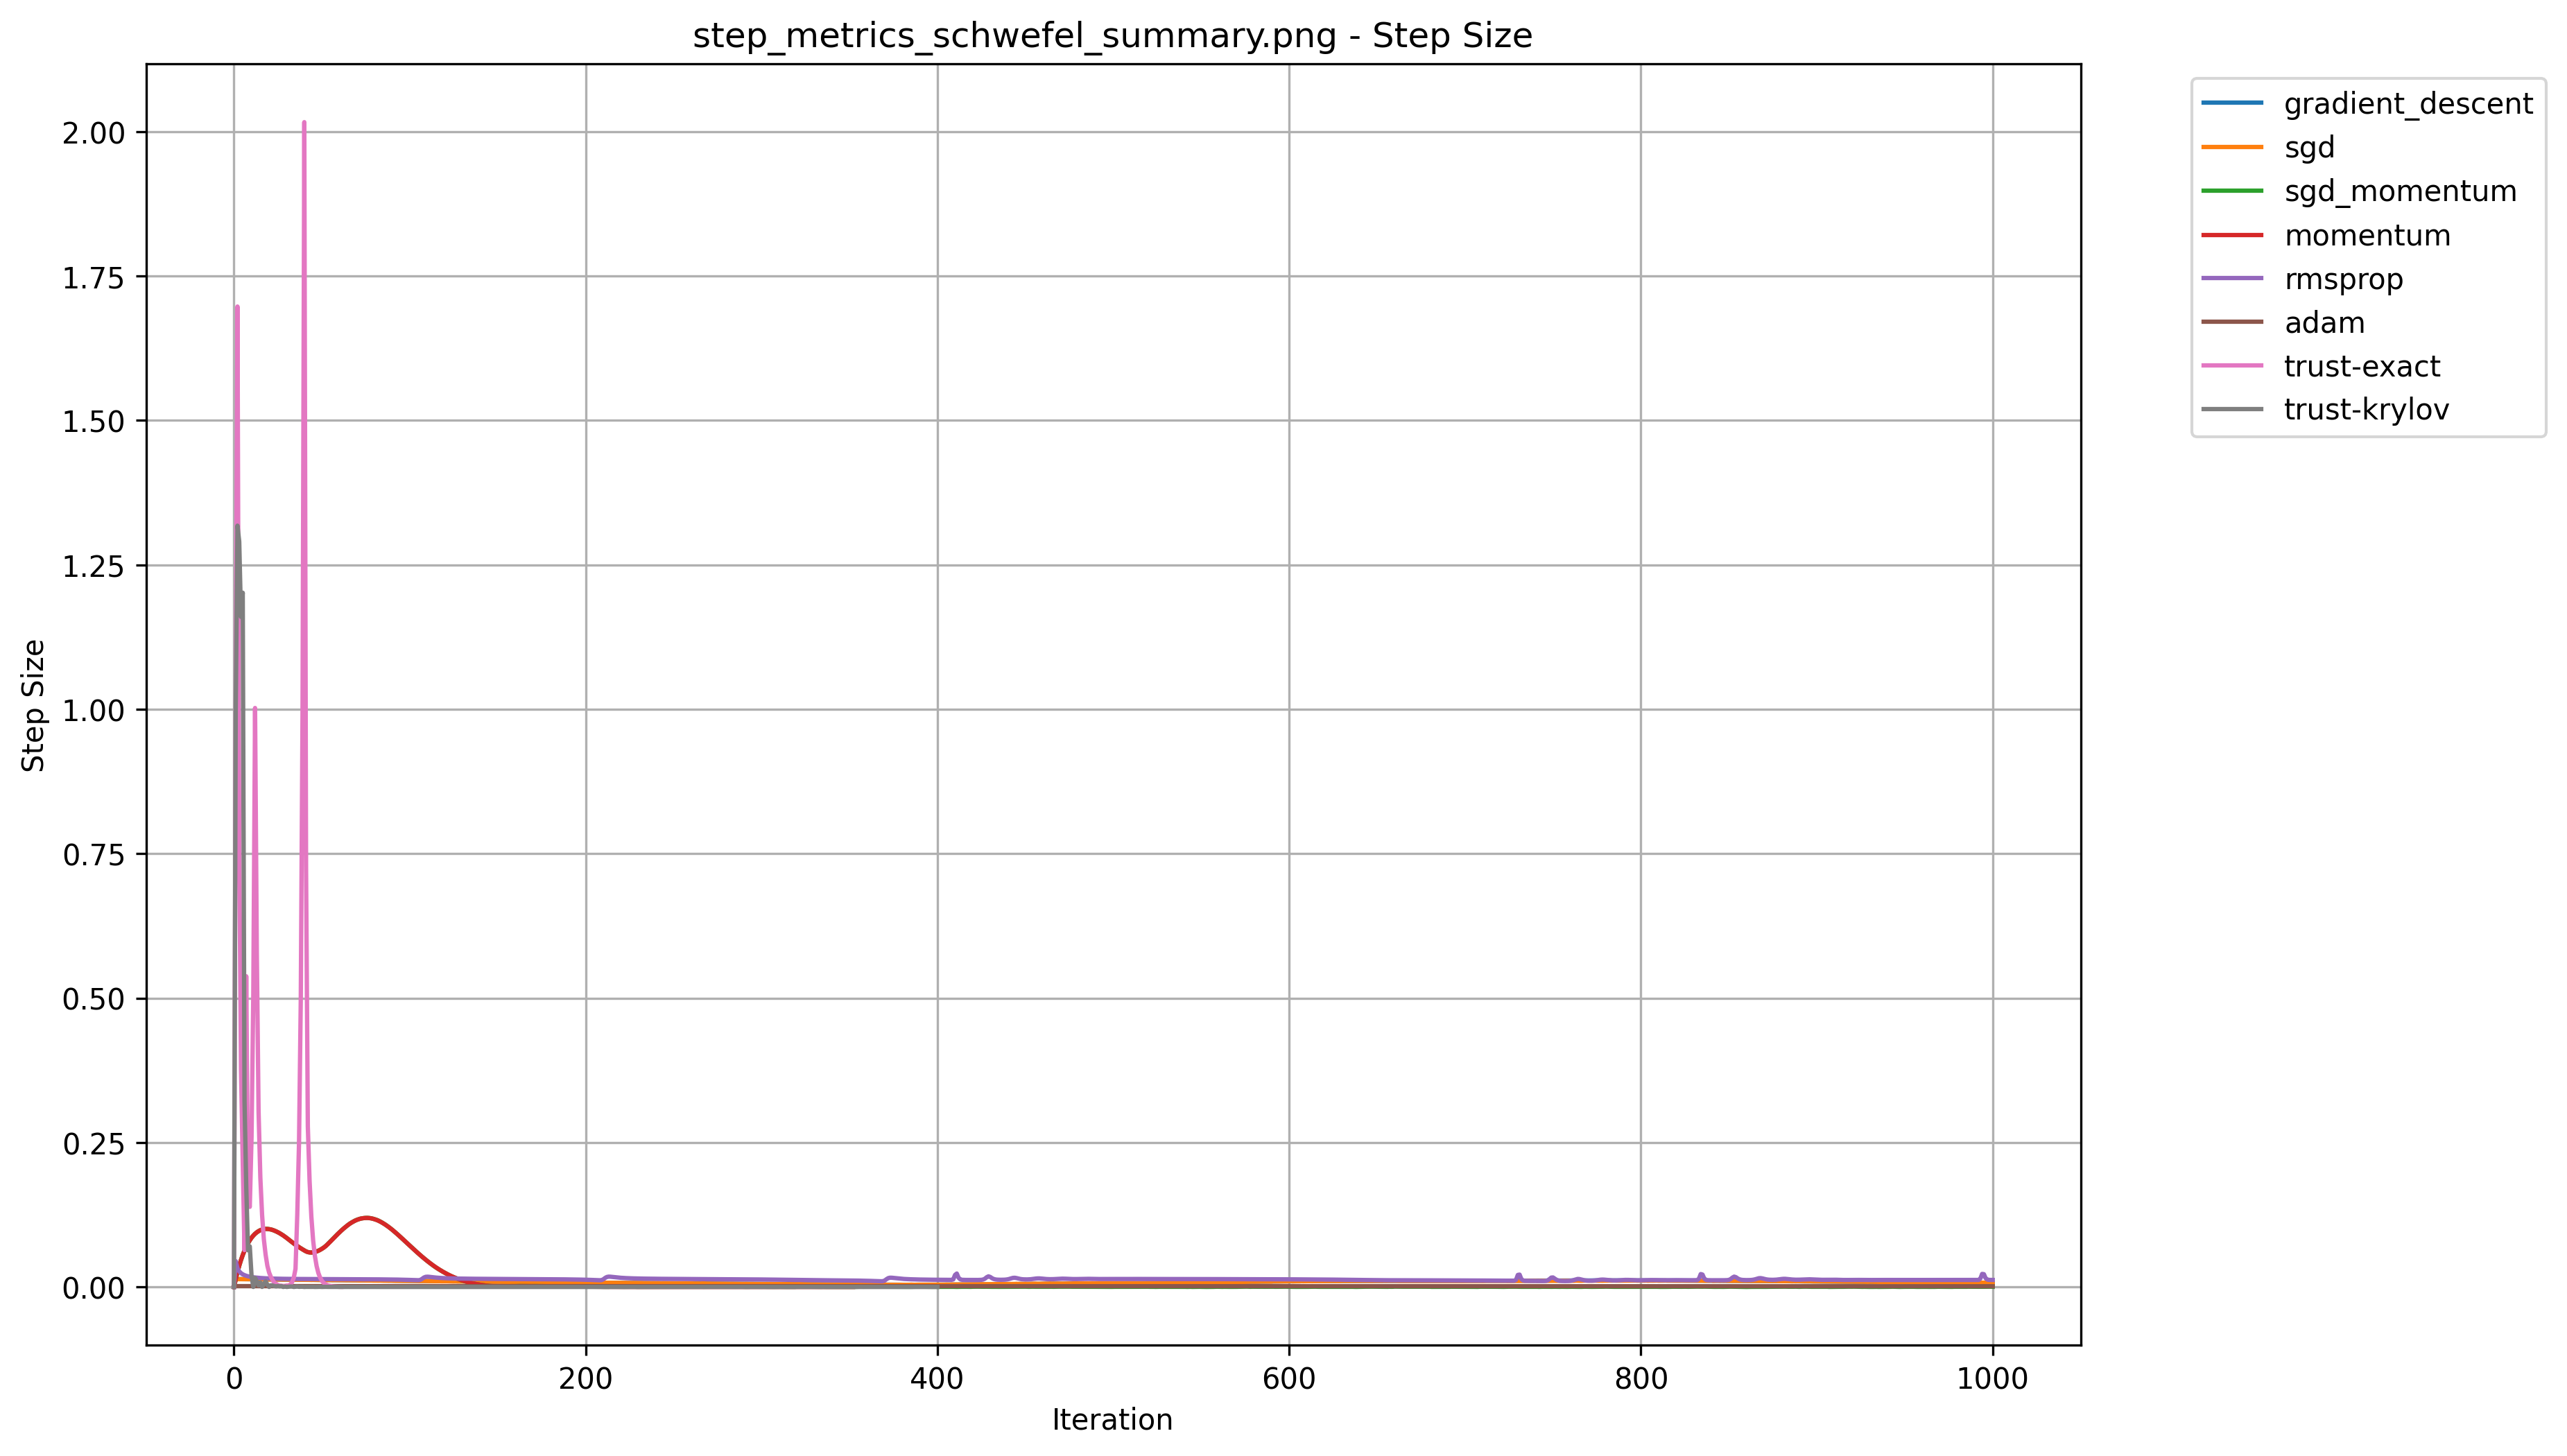 step_metrics_schwefel_summary.png - Step Size
2.00
1.75
1.50
1.25
1.00
0.75
0.50
0.25
0.00
Step Size
0
200
400
600
800
1000
Iteration
gradient_descent
sgd
sgd_momentum
momentum
rmsprop
adam
trust-exact
trust-krylov